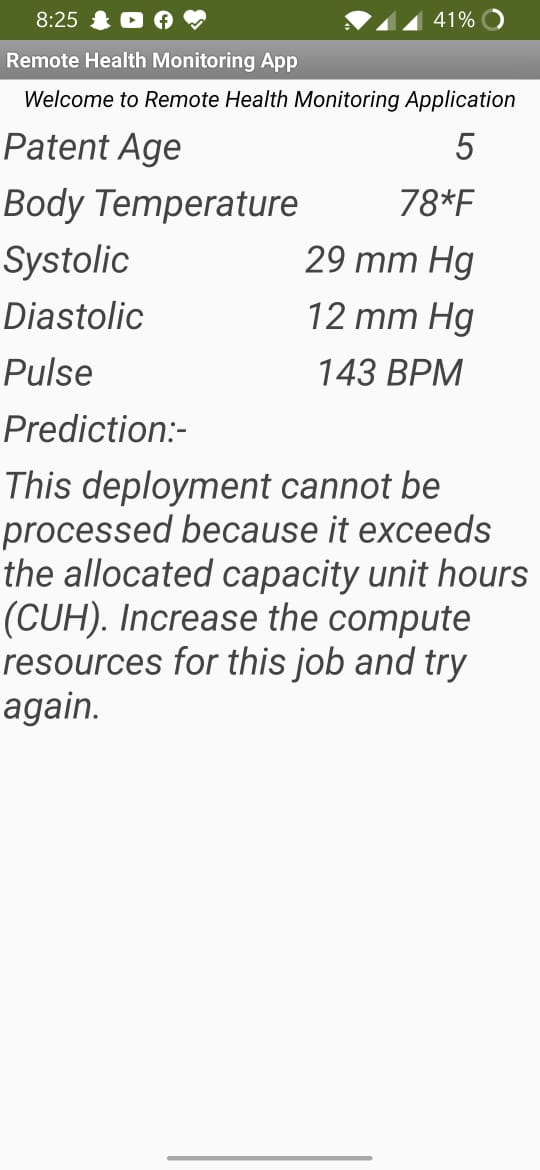 8:25 41%
Remote Health Monitoring App
Welcome to Remote Health Monitoring Application
Patent Age 5
Body Temperature 78*F
Systolic 29 mm Hg
Diastolic 12 mm Hg
Pulse 143 BPM
Prediction:-
This deployment cannot be
processed because it exceeds
the allocated capacity unit hours
(CUH). Increase the compute
resources for this job and try
again.